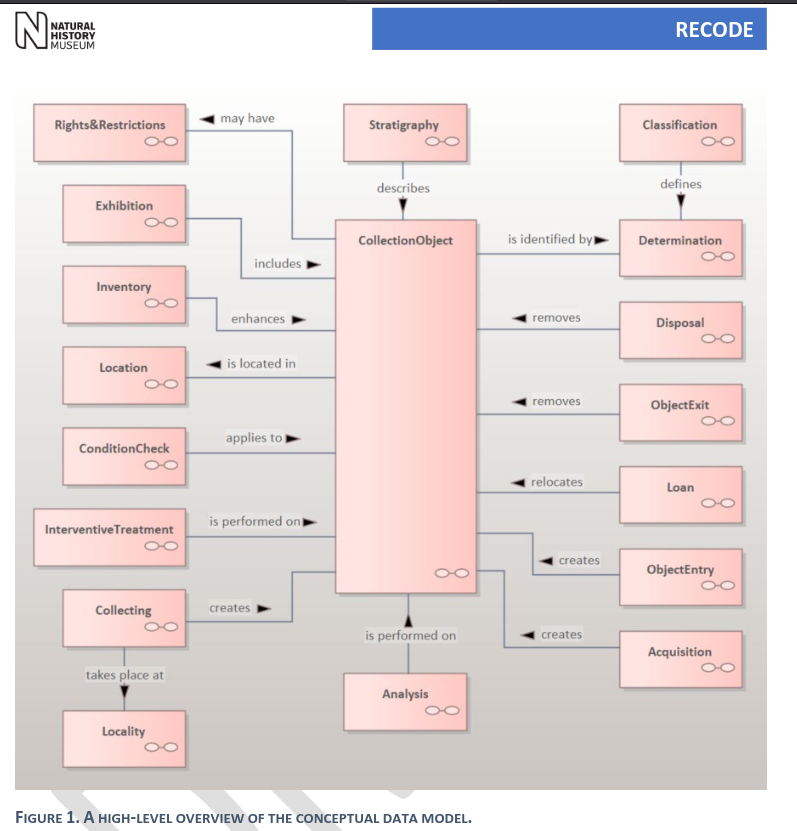 NATURAL
HISTORY
MUSEUM
RECODE
Rights&Restrictions
may have
Stratigraphy
Classification
describes
defines
Exhibition
includes
CollectionObject
is identified by
Determination
Inventory
enhances
removes
Disposal
Location
is located in
removes
ObjectExit
ConditionCheck
applies to
relocates
Loan
InterventiveTreatment
is performed on
creates
ObjectEntry
Collecting
creates
is performed on
creates
Acquisition
takes place at
Analysis
Locality
FIGURE 1. A HIGH-LEVEL OVERVIEW OF THE CONCEPTUAL DATA MODEL.